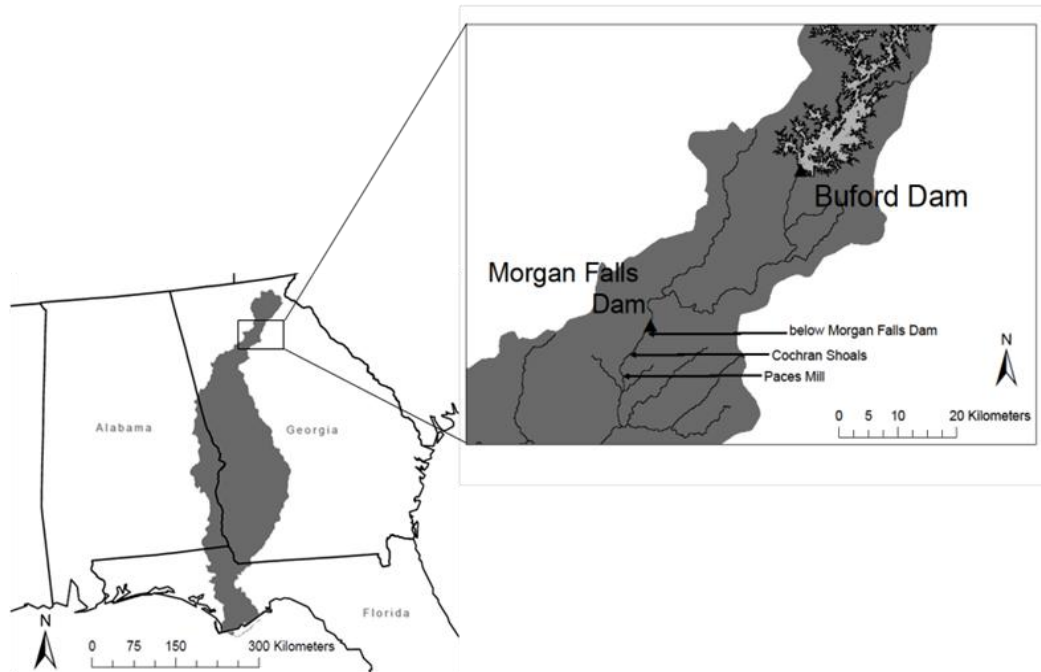 Buford Dam
Morgan Falls
Dam
below Morgan Falls Dam
Cochran Shoals
Paces Mill
N
0 5 10 20 Kilometers
Alabama
Georgia
Florida
N
0 75 150 300 Kilometers